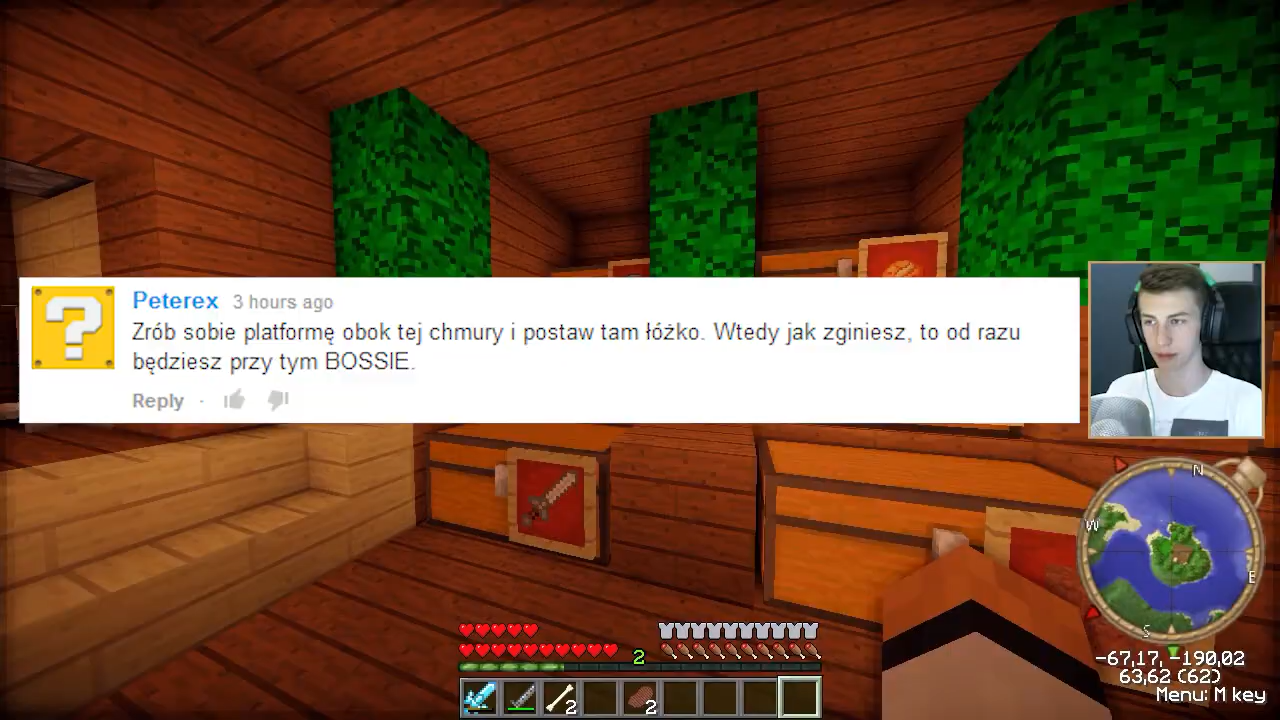 Peterex 3 hours ago
Zrób sobie platformę obok tej chmury i postaw tam łóżko. Wtedy jak zginiesz, to od razu
będziesz przy tym BOSSIE.
Reply ·
N
W
E
S
-67,17, -190,02
63,62 (62)
Menu: M key
2
2
2